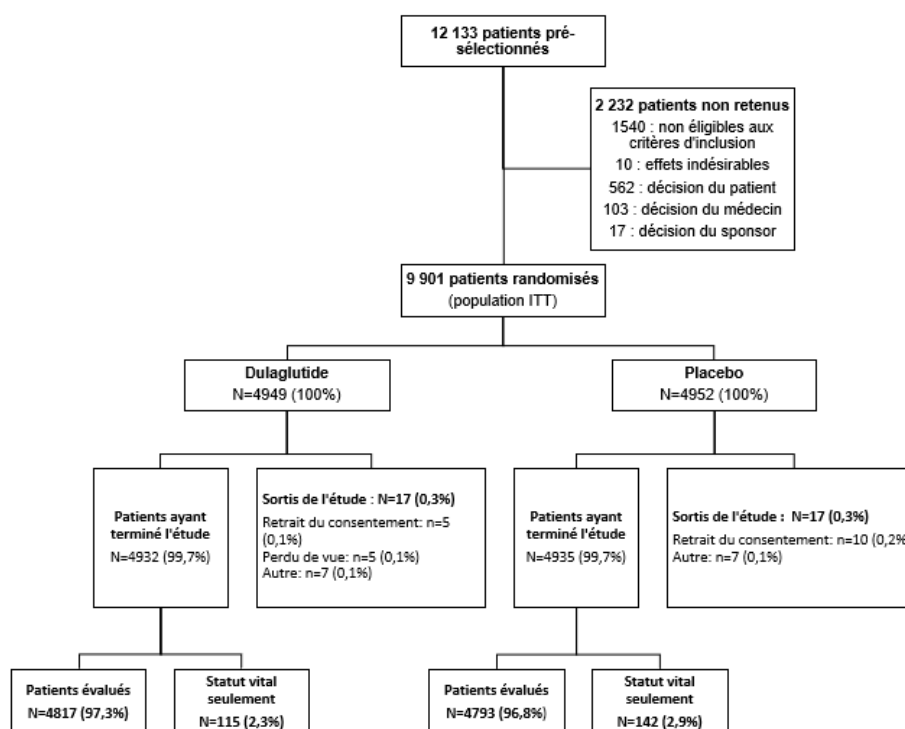 12 133 patients pré-
sélectionnés
2 232 patients non retenus
1540 : non éligibles aux
critères d'inclusion
10 : effets indésirables
562 : décision du patient
103 : décision du médecin
17 : décision du sponsor
9 901 patients randomisés
(population ITT)
Dulaglutide
N=4949 (100%)
Placebo
N=4952 (100%)
Patients ayant
terminé l'étude
N=4932 (99,7%)
Sortis de l'étude : N=17 (0,3%)
Retrait du consentement: n=5
(0,1%)
Perdu de vue: n=5 (0,1%)
Autre: n=7 (0,1%)
Patients ayant
terminé l'étude
N=4935 (99,7%)
Sortis de l'étude : N=17 (0,3%)
Retrait du consentement: n=10 (0,2%
Autre: n=7 (0,1%)
Patients évalués
N=4817 (97,3%)
Statut vital
seulement
N=115 (2,3%)
Patients évalués
N=4793 (96,8%)
Statut vital
seulement
N=142 (2,9%)